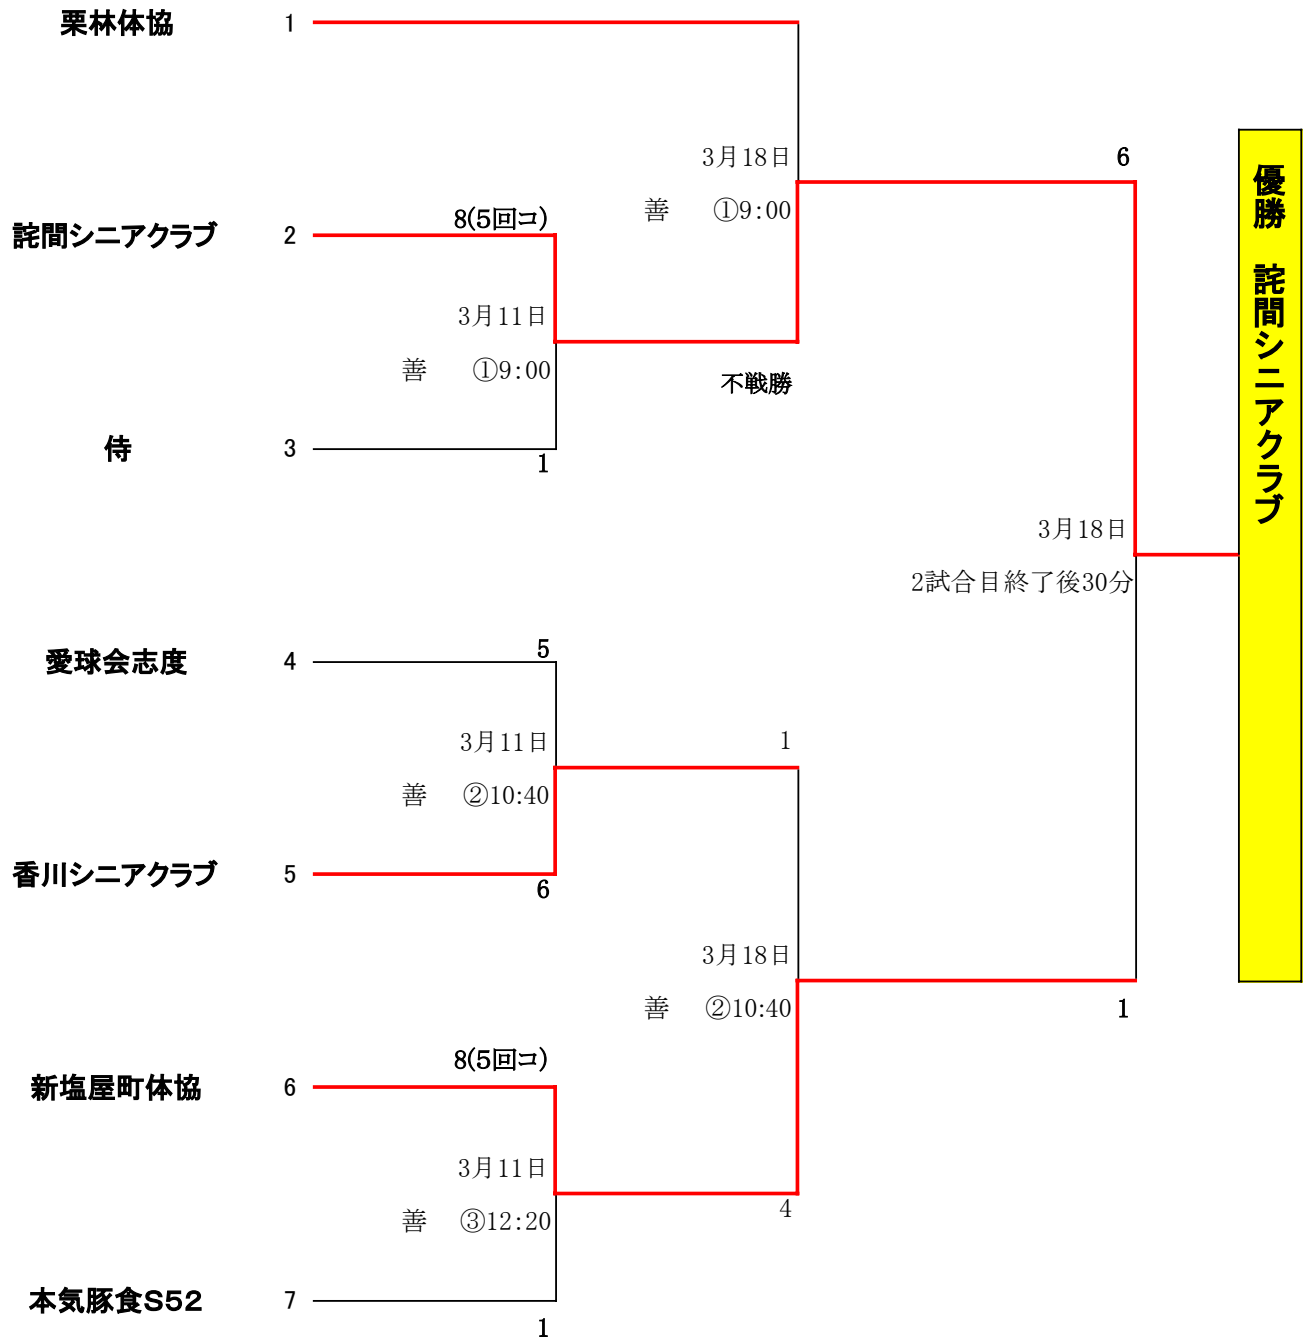 栗林体協 1
3月18日
善 ①9:00
6
詫間シニアクラブ 2
8(5回コ)
3月11日
善 ①9:00
不戦勝
侍 3
1
優勝 詫間シニアクラブ
3月18日
2試合目終了後30分
愛球会志度 4
5
3月11日
善 ②10:40
1
香川シニアクラブ 5
6
3月18日
善 ②10:40
1
新塩屋町体協 6
8(5回コ)
3月11日
善 ③12:20
4
本気豚食S52 7
1